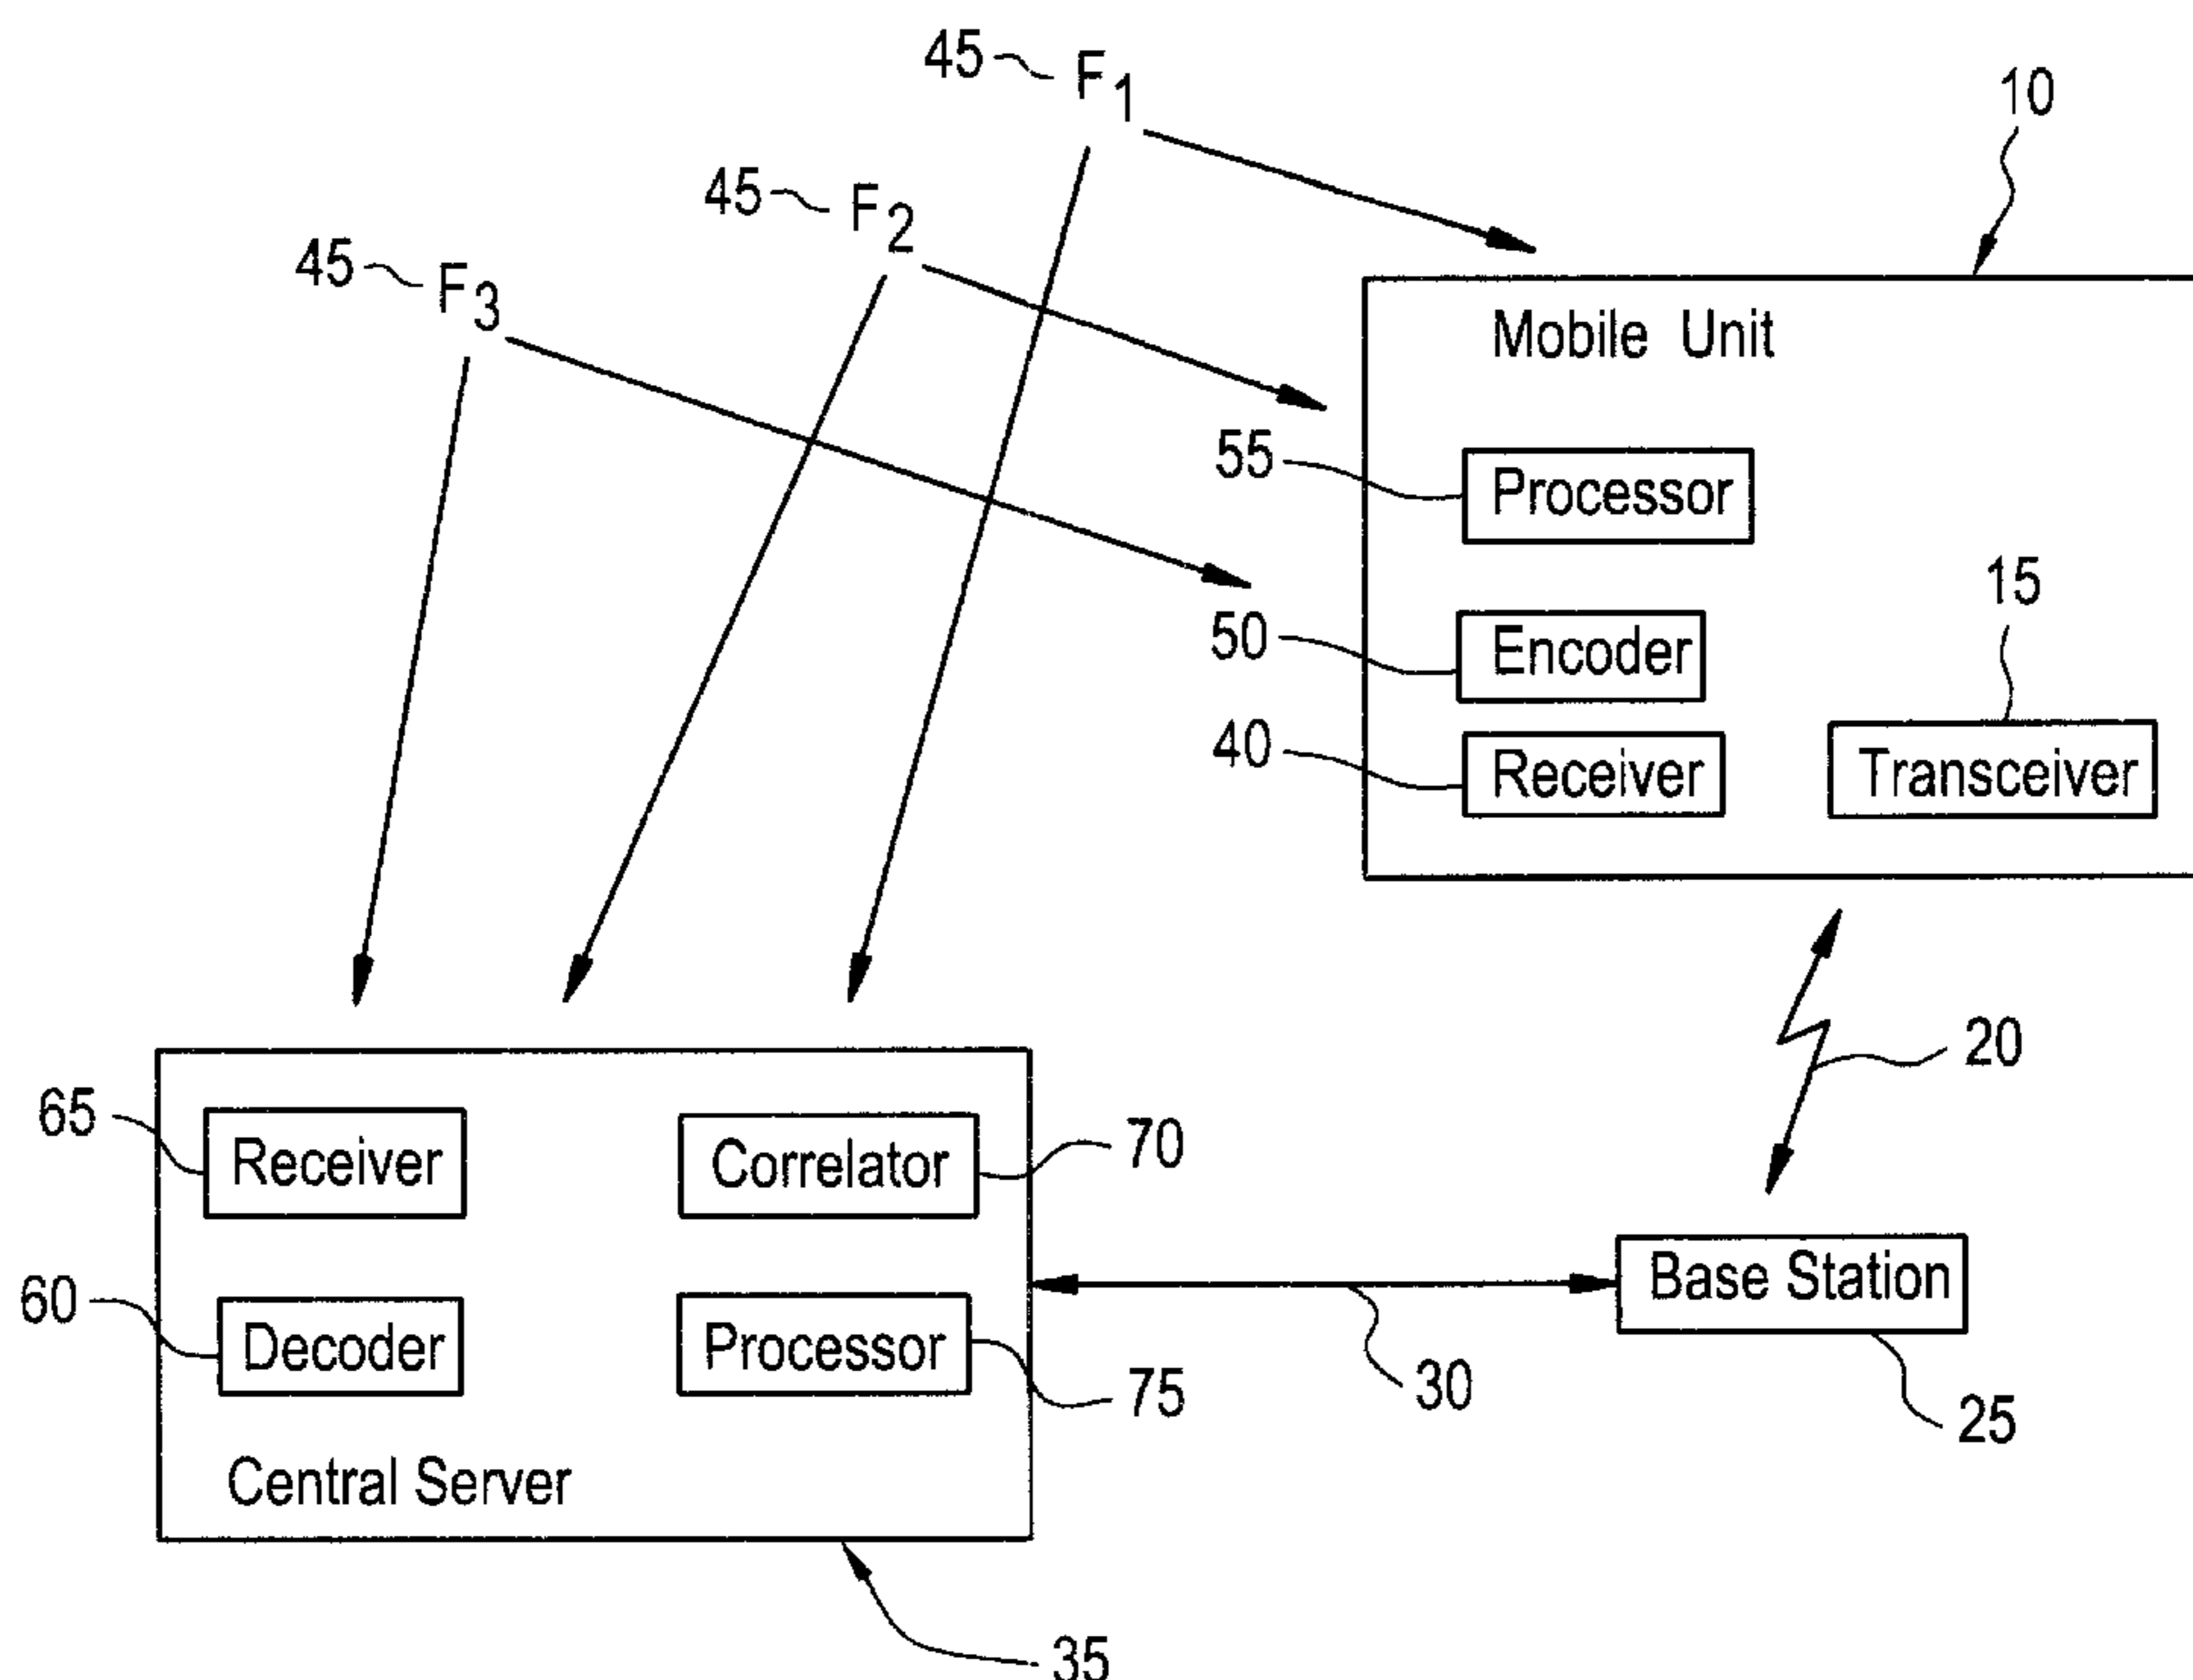 45 F1
10
45 F2
45 F3
Mobile Unit
55 Processor
15
50 Encoder
40 Receiver Transceiver
20
65 Receiver Correlator 70
60 Decoder Processor 75
Base Station
30
25
Central Server
35